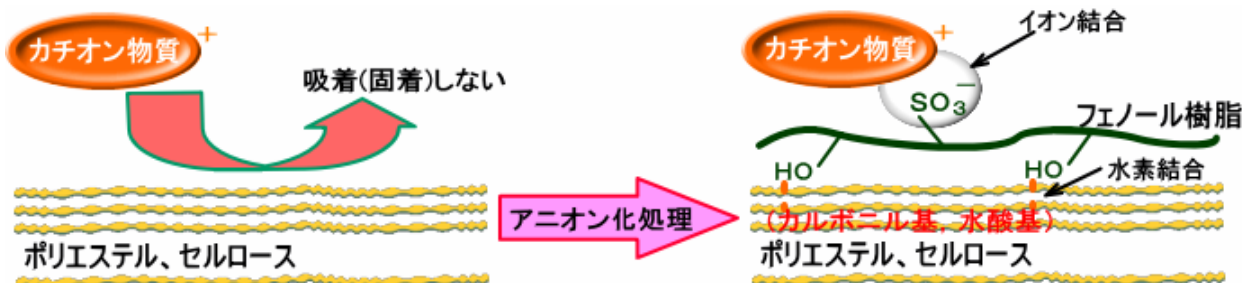 カチオン物質+
吸着(固着)しない
ポリエステル、セルロース
アニオン化処理
カチオン物質+
イオン結合
SO3−
フェノール樹脂
HO
HO
水素結合
(カルボニル基, 水酸基)
ポリエステル、セルロース